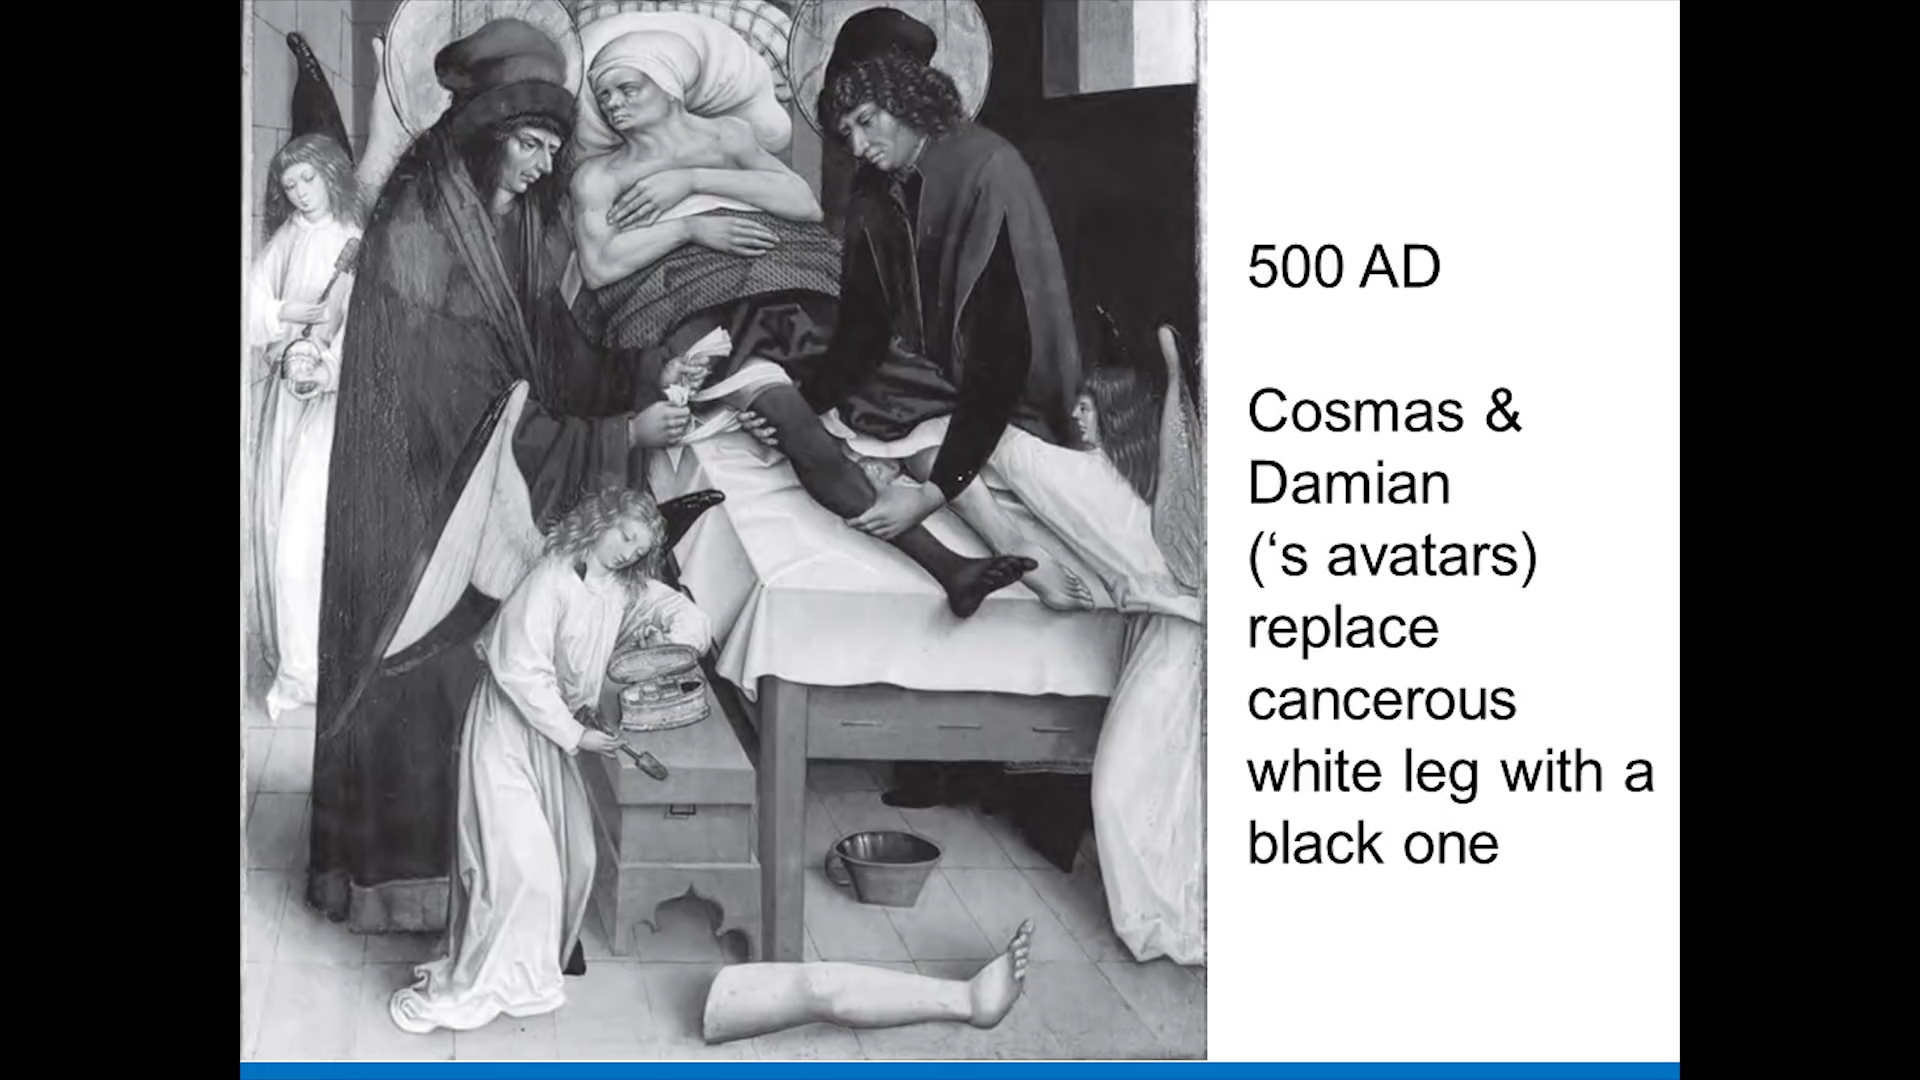 500 AD
Cosmas &
Damian
(‘s avatars)
replace
cancerous
white leg with a
black one